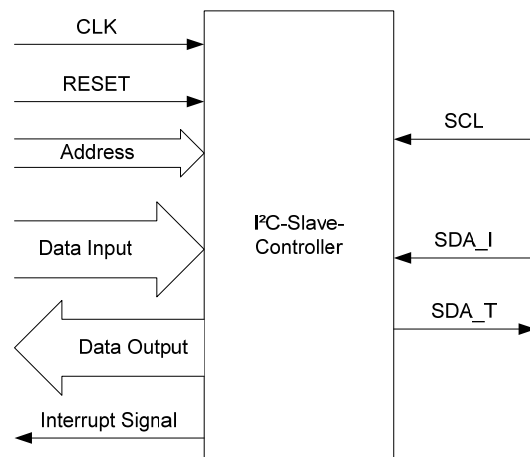 CLK
RESET
Address
Data Input
Data Output
Interrupt Signal
I²C-Slave-
Controller
SCL
SDA_I
SDA_T